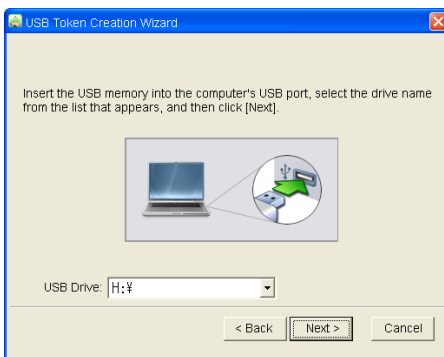 USB Token Creation Wizard
Insert the USB memory into the computer's USB port, select the drive name
from the list that appears, and then click [Next].
USB Drive: H:¥
< Back Next > Cancel